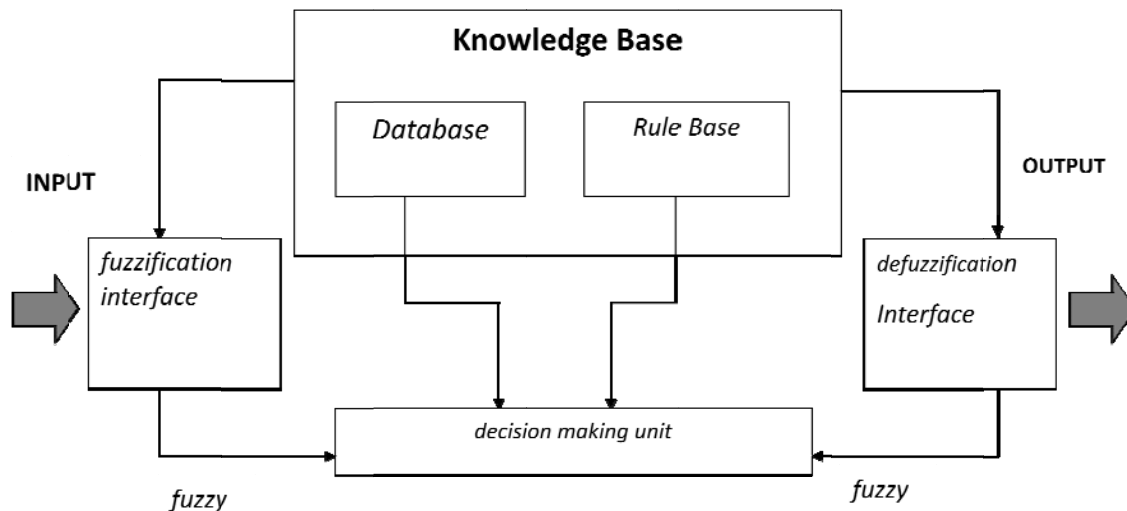 Knowledge Base
Database
Rule Base
INPUT
OUTPUT
fuzzification
interface
defuzzification
Interface
decision making unit
fuzzy
fuzzy